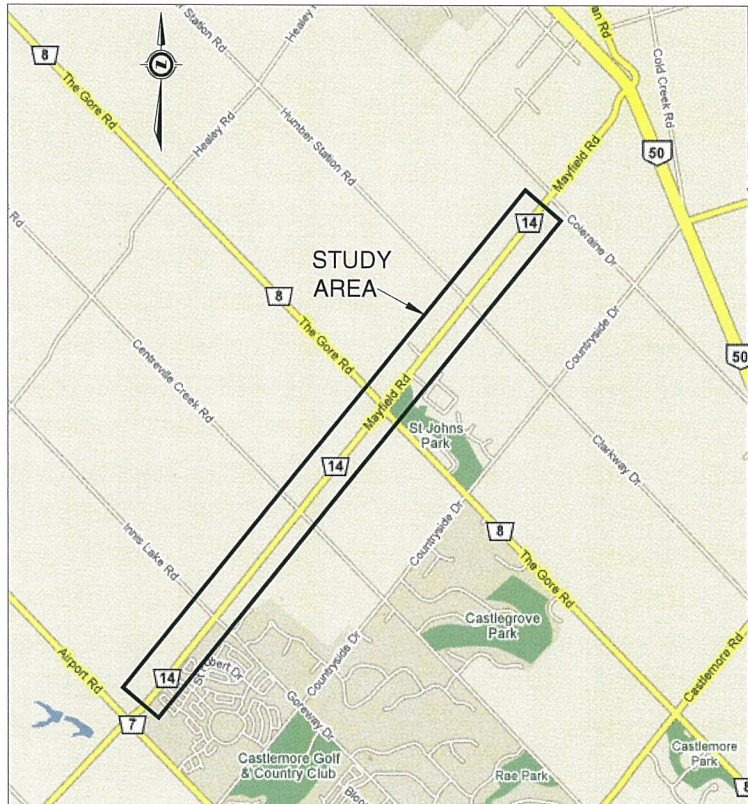 8
The Gore Rd
Healey Rd
Healey Rd
Humber Station Rd
Mayfield Rd
Cold Creek Rd
50
14
Coleraine Dr
STUDY
AREA
8
The Gore Rd
Countryside Dr
50
Centreville Creek Rd
Mayfield Rd
St Johns
Park
Clarkway Dr
14
Countryside Dr
8
The Gore Rd
Innis Lake Rd
Castlegrove
Park
Castlemore Rd
Airport Rd
14
7
Countryside Dr
Goreway Dr
Castlemore Golf
& Country Club
Rae Park
Castlemore
Park
8